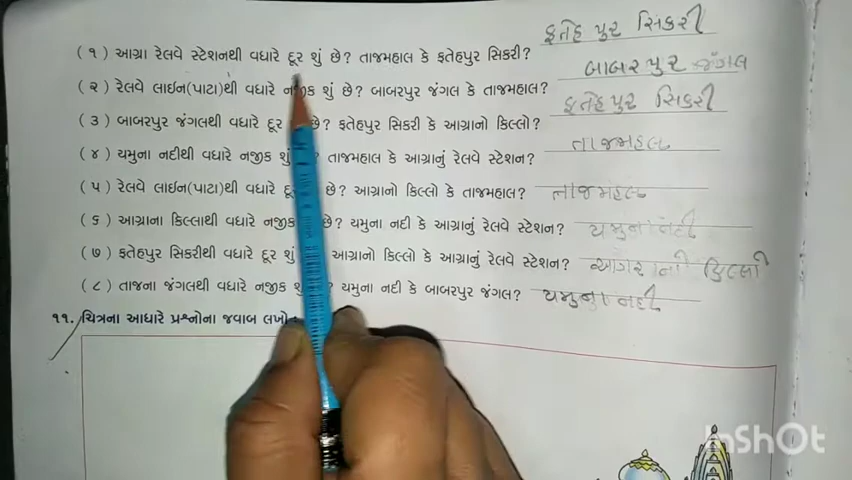 (૧) આગ્રા રેલવે સ્ટેશનથી વધારે દૂર શું છે? તાજમહાલ કે ફતેહપુર સિકરી? ફતેહ પુર સિકરી
(૨) રેલવે લાઈન(પાટા)થી વધારે નજીક શું છે? બાબરપુર જંગલ કે તાજમહાલ? બાબરપુર જંગલ
(૩) બાબરપુર જંગલથી વધારે દૂર છે? ફતેહપુર સિકરી કે આગ્રાનો કિલ્લો? ફતેહપુર સિકરી
(૪) યમુના નદીથી વધારે નજીક શું ? તાજમહાલ કે આગ્રાનું રેલવે સ્ટેશન? તાજમહલ
(૫) રેલવે લાઈન(પાટા)થી વધારે છે? આગ્રાનો કિલ્લો કે તાજમહાલ? તાજમહલ
(૬) આગ્રાના કિલ્લાથી વધારે નજીક છે? યમુના નદી કે આગ્રાનું રેલવે સ્ટેશન? યમુના નદી
(૭) ફતેહપુર સિકરીથી વધારે દૂર શું આગ્રાનો કિલ્લો કે આગ્રાનું રેલવે સ્ટેશન? કિલ્લો
(૮) તાજના જંગલથી વધારે નજીક ? યમુના નદી કે બાબરપુર જંગલ? યમુના નદી
૧૧. ચિત્રના આધારે પ્રશ્નોના જવાબ લખો
InShOt